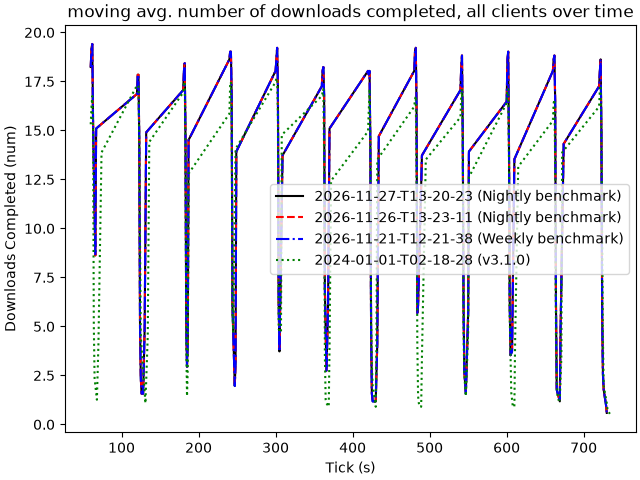 moving avg. number of downloads completed, all clients over time
20.0
17.5
15.0
12.5
10.0
7.5
5.0
2.5
0.0
Downloads Completed (num)
2026-11-27-T13-20-23 (Nightly benchmark)
2026-11-26-T13-23-11 (Nightly benchmark)
2026-11-21-T12-21-38 (Weekly benchmark)
2024-01-01-T02-18-28 (v3.1.0)
100 200 300 400 500 600 700
Tick (s)